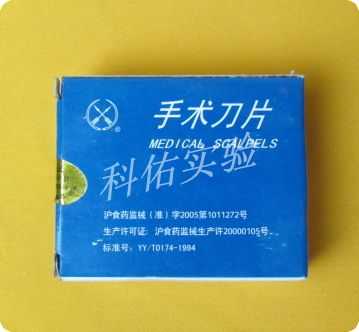 手术刀片
MEDICAL SCALPELS
科佑实验
沪食药监械(准)字2005第1011272号
生产许可证:沪食药监械生产许20000105号
标准号:YY/T0174-1994